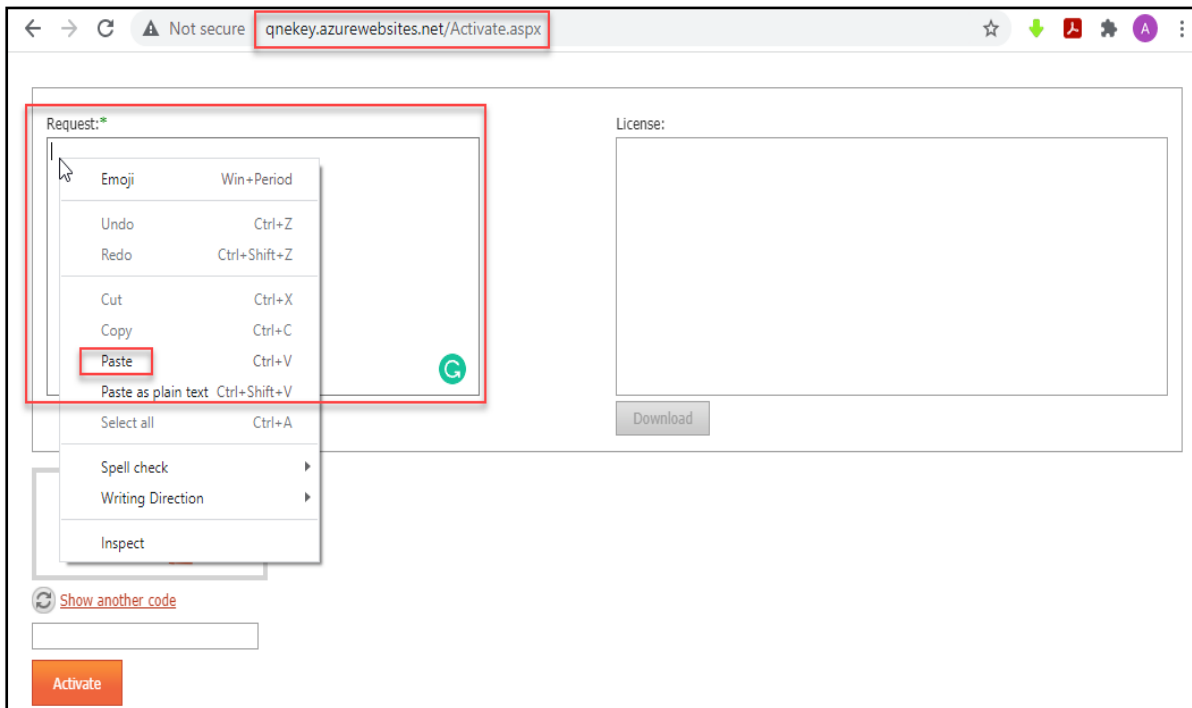 Not secure qnekey.azurewebsites.net/Activate.aspx A
Request:*
License:
Emoji Win+Period
Undo Ctrl+Z
Redo Ctrl+Shift+Z
Cut Ctrl+X
Copy Ctrl+C
Paste Ctrl+V
Paste as plain text Ctrl+Shift+V
Select all Ctrl+A
Download
Spell check
Writing Direction
Inspect
Show another code
Activate